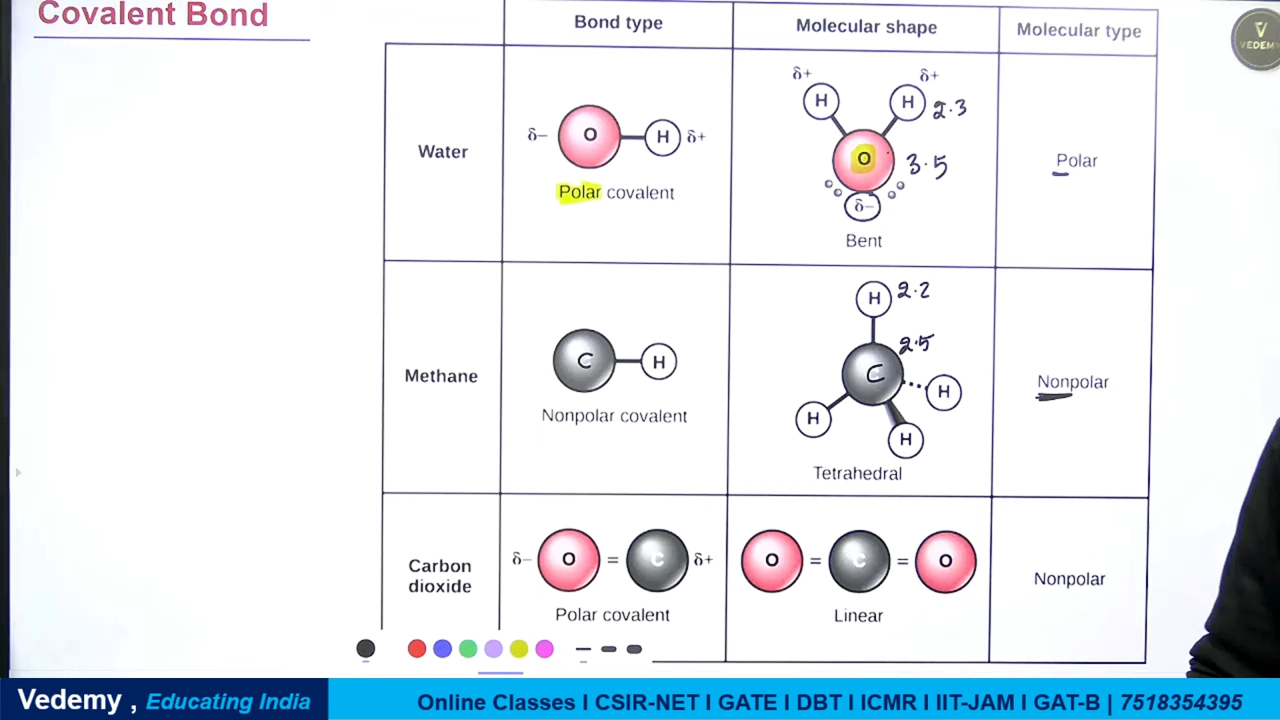 Covalent Bond
Bond type
Molecular shape
Molecular type
VEDEMY
Water
δ–
O
H
δ+
Polar covalent
δ+
δ+
H
H
2.3
O
3.5
δ–
Bent
Polar
Methane
C
H
Nonpolar covalent
H
2.2
2.5
C
H
H
H
Tetrahedral
Nonpolar
Carbon
dioxide
δ–
O
=
C
δ+
Polar covalent
O
=
C
=
O
Linear
Nonpolar
Vedemy , Educating India
Online Classes I CSIR-NET I GATE I DBT I ICMR I IIT-JAM I GAT-B | 7518354395